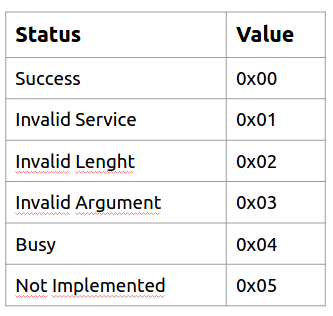 Status Value
Success 0x00
Invalid Service 0x01
Invalid Lenght 0x02
Invalid Argument 0x03
Busy 0x04
Not Implemented 0x05